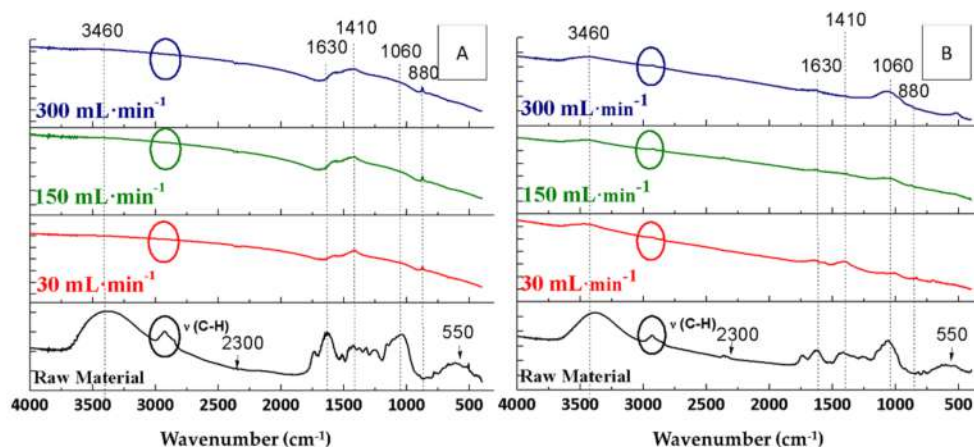 3460
1630
1410
1060
880
A
300 mL·min⁻¹
150 mL·min⁻¹
30 mL·min⁻¹
ν (C-H)
2300
550
Raw Material
4000 3500 3000 2500 2000 1500 1000 500
Wavenumber (cm⁻¹)
3460
1410
1630
1060
880
B
300 mL·min⁻¹
150 mL·min⁻¹
30 mL·min⁻¹
ν (C-H)
2300
550
Raw Material
4000 3500 3000 2500 2000 1500 1000 500
Wavenumber (cm⁻¹)